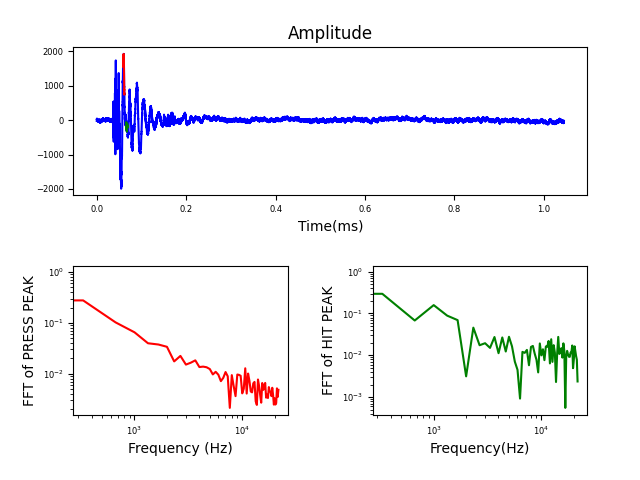 Amplitude
2000
1000
0
−1000
−2000
0.0 0.2 0.4 0.6 0.8 1.0
Time(ms)
FFT of PRESS PEAK
10⁰
10⁻¹
10⁻²
10³ 10⁴
Frequency (Hz)
FFT of HIT PEAK
10⁰
10⁻¹
10⁻²
10⁻³
10³ 10⁴
Frequency(Hz)